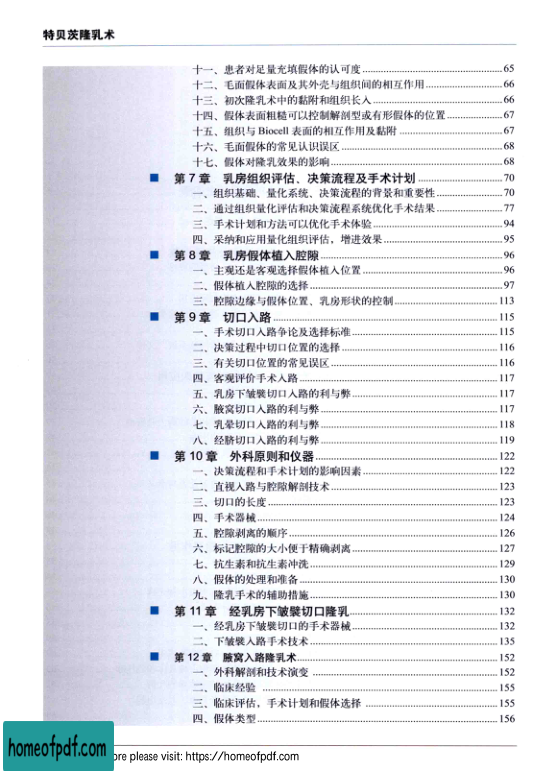 特贝茨隆乳术
十一、患者对足量充填假体的认可度 65
十二、毛面假体表面及其外壳与组织间的相互作用 66
十三、初次隆乳术中的黏附和组织长入 66
十四、假体表面粗糙可以控制解剖型或有形假体的位置 67
十五、组织与 Biocell 表面的相互作用及黏附 67
十六、毛面假体的常见认识误区 68
十七、假体对隆乳效果的影响 68
第 7 章 乳房组织评估、决策流程及手术计划 70
一、组织基础、量化系统、决策流程的背景和重要性 70
二、通过组织量化评估和决策流程系统优化手术结果 77
三、手术计划和方法可以优化手术体验 94
四、采纳和应用量化组织评估，增进效果 95
第 8 章 乳房假体植入腔隙 96
一、主观还是客观选择假体植入位置 96
二、假体植入腔隙的选择 97
三、腔隙边缘与假体位置、乳房形状的控制 113
第 9 章 切口入路 115
一、手术切口入路争论及选择标准 115
二、决策过程中切口位置的选择 116
三、有关切口位置的常见误区 116
四、客观评价手术入路 117
五、乳房下皱襞切口入路的利与弊 117
六、腋窝切口入路的利与弊 117
七、乳晕切口入路的利与弊 118
八、经脐切口入路的利与弊 119
第 10 章 外科原则和仪器 122
一、决策流程和手术计划的影响因素 122
二、直视入路与腔隙解剖技术 123
三、切口的长度 123
四、手术器械 124
五、腔隙剥离的顺序 126
六、标记腔隙的大小便于精确剥离 127
七、抗生素和抗生素冲洗 129
八、假体的处理和准备 130
九、隆乳手术的辅助措施 130
第 11 章 经乳房下皱襞切口隆乳 132
一、经乳房下皱襞切口的手术器械 132
二、下皱襞入路手术技术 135
第 12 章 腋窝入路隆乳术 152
一、外科解剖和技术演变 152
二、临床经验 155
三、临床评估，手术计划和假体选择 155
四、假体类型 156
homeofpdf.com
ore please visit: https://homeofpdf.com